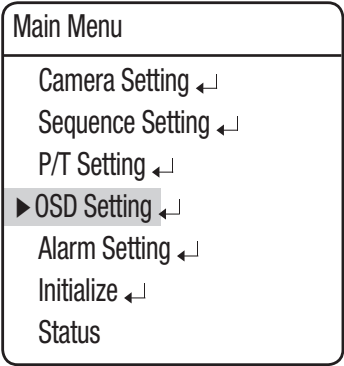 Main Menu
Camera Setting ↵
Sequence Setting ↵
P/T Setting ↵
▶OSD Setting ↵
Alarm Setting ↵
Initialize ↵
Status